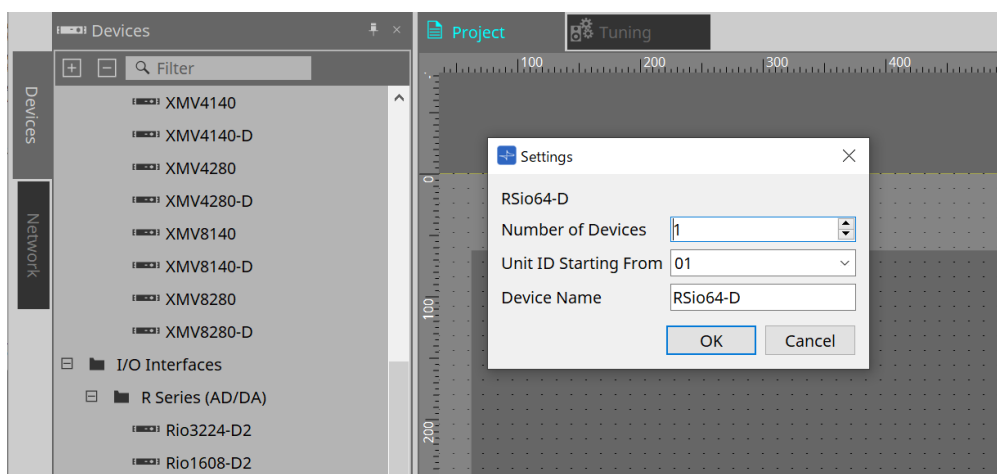 Devices
Filter
XMV4140
XMV4140-D
XMV4280
XMV4280-D
XMV8140
XMV8140-D
XMV8280
XMV8280-D
I/O Interfaces
R Series (AD/DA)
Rio3224-D2
Rio1608-D2
Devices
Network
Project
Tuning
100 200 300 400
0
100
200
Settings
RSio64-D
Number of Devices 1
Unit ID Starting From 01
Device Name RSio64-D
OK Cancel